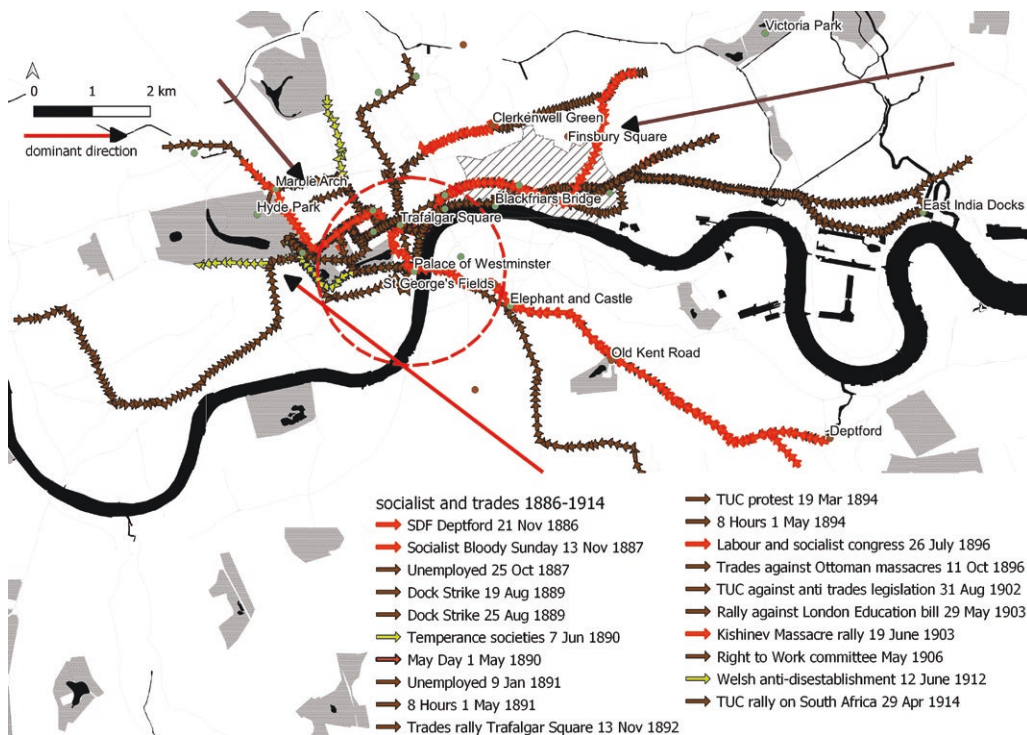 Victoria Park
0 1 2 km
dominant direction
Clerkenwell Green
Finsbury Square
Marble Arch
Hyde Park
Blackfriars Bridge
Trafalgar Square
East India Docks
Palace of Westminster
St George's Fields
Elephant and Castle
Old Kent Road
Deptford
socialist and trades 1886-1914
SDF Deptford 21 Nov 1886
Socialist Bloody Sunday 13 Nov 1887
Unemployed 25 Oct 1887
Dock Strike 19 Aug 1889
Dock Strike 25 Aug 1889
Temperance societies 7 Jun 1890
May Day 1 May 1890
Unemployed 9 Jan 1891
8 Hours 1 May 1891
Trades rally Trafalgar Square 13 Nov 1892
TUC protest 19 Mar 1894
8 Hours 1 May 1894
Labour and socialist congress 26 July 1896
Trades against Ottoman massacres 11 Oct 1896
TUC against anti trades legislation 31 Aug 1902
Rally against London Education bill 29 May 1903
Kishinev Massacre rally 19 June 1903
Right to Work committee May 1906
Welsh anti-disestablishment 12 June 1912
TUC rally on South Africa 29 Apr 1914